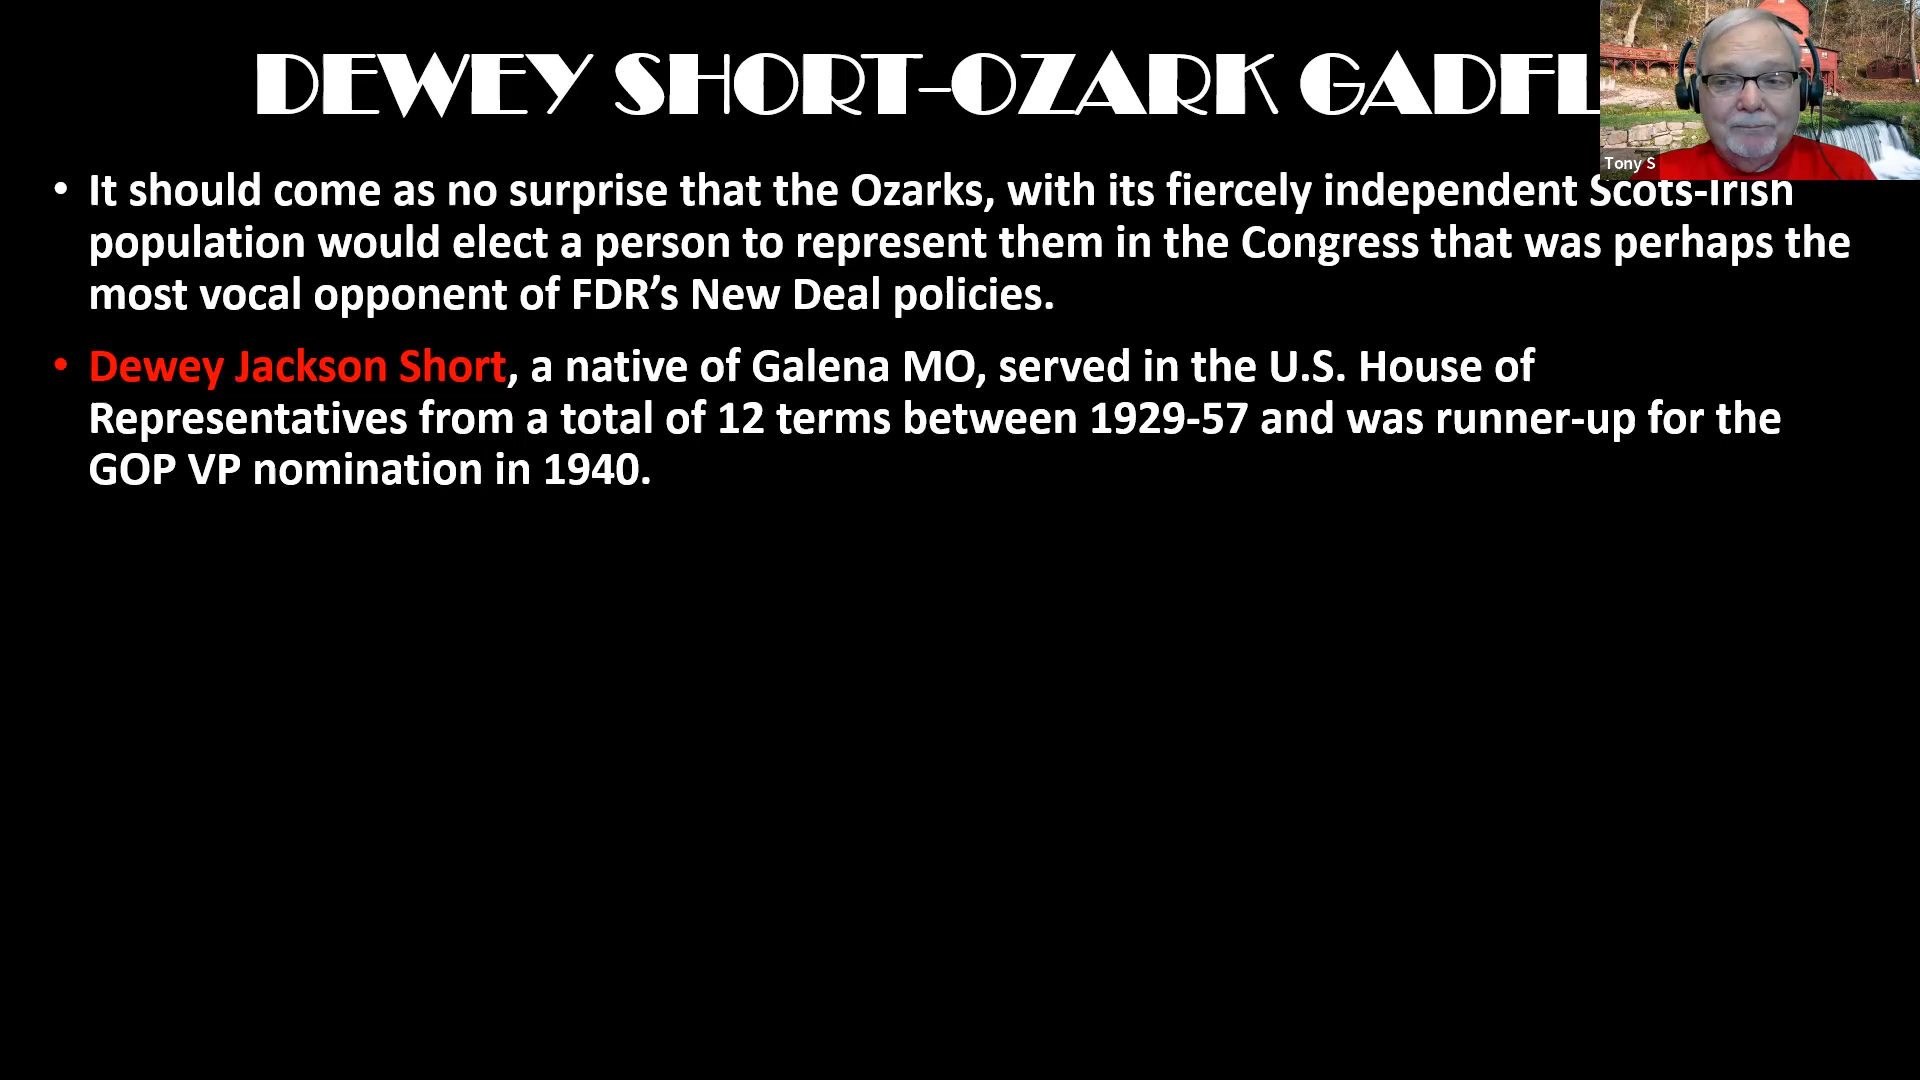 DEWEY SHORT–OZARK GADFL
Tony S
• It should come as no surprise that the Ozarks, with its fiercely independent Scots-Irish
population would elect a person to represent them in the Congress that was perhaps the
most vocal opponent of FDR’s New Deal policies.
• Dewey Jackson Short, a native of Galena MO, served in the U.S. House of
Representatives from a total of 12 terms between 1929-57 and was runner-up for the
GOP VP nomination in 1940.